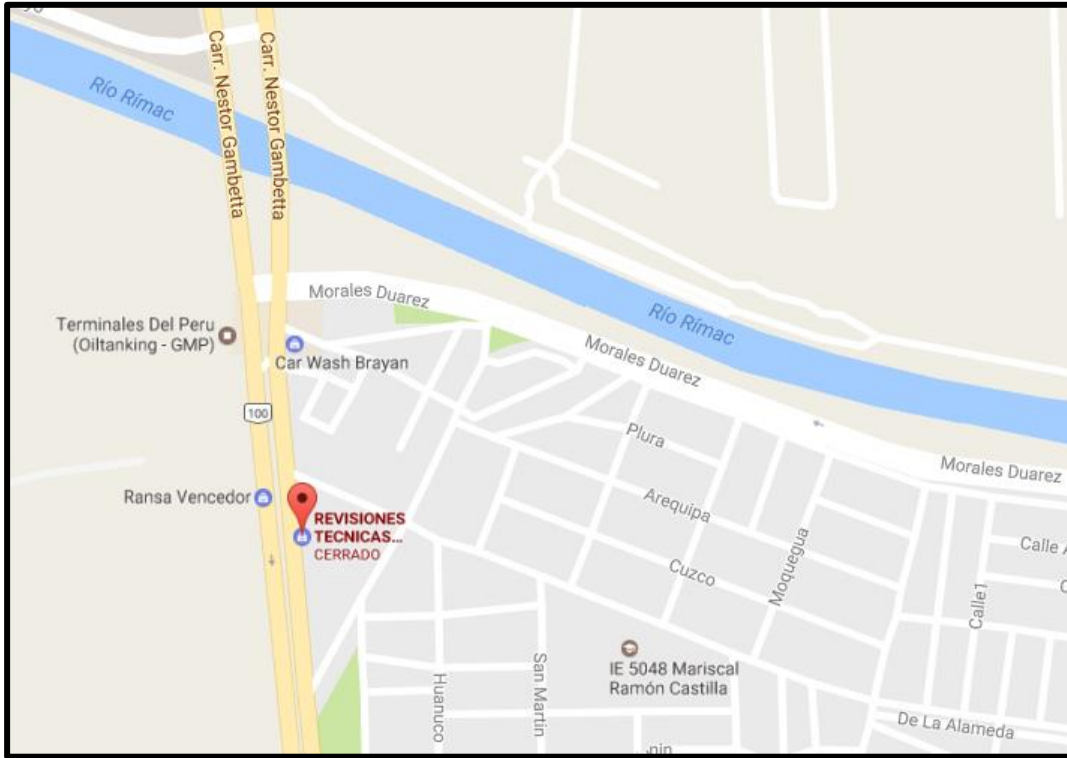 Carr. Nestor Gambetta
Carr. Nestor Gambetta
Río Rímac
Morales Duarez
Río Rímac
Terminales Del Peru
(Oiltanking - GMP)
Car Wash Brayan
Morales Duarez
100
Plura
Morales Duarez
Ransa Vencedor
REVISIONES
TECNICAS...
CERRADO
Arequipa
Cuzco
Moquegua
Calle
Calle1
IE 5048 Mariscal
Ramón Castilla
Huanuco
San Martin
De La Alameda